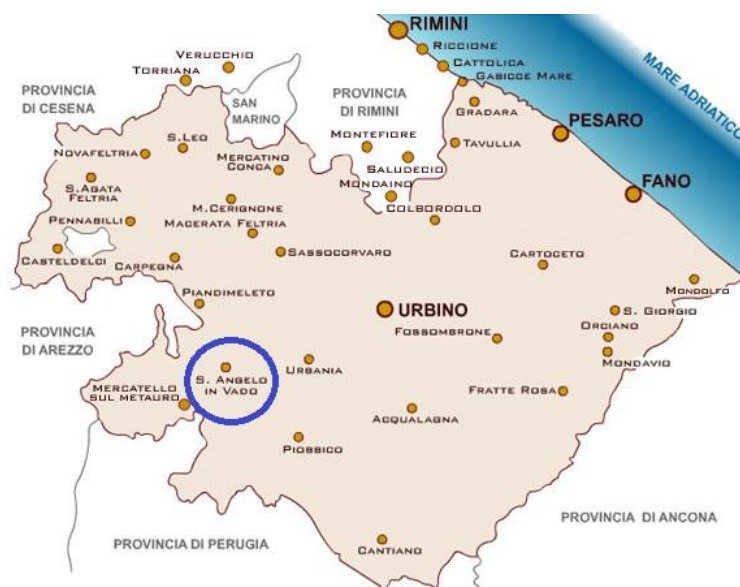 RIMINI
VERUCCHIO
RICCIONE
TORRIANA
CATTOLICA
GABICCE MARE
MARE ADRIATICO
PROVINCIA
DI CESENA
SAN
MARINO
PROVINCIA
DI RIMINI
GRADARA
PESARO
S.LEO
MONTEFIORE
TAVULLIA
NOVAFELTRIA
MERCATINO
CONCA
SALUDECIO
S.AGATA
FELTRIA
MONDAINO
FANO
M.CERIGNONE
COLBORDOLO
PENNABILLI
MACERATA FELTRIA
CASTELDELCI
CARPEGNA
SASSOCORVARO
CARTOCETO
MONDOLFO
PIANDIMELETO
URBINO
S. GIORGIO
PROVINCIA
DI AREZZO
FOSSOMBRONE
ORCIANO
MONDAVIO
URBANIA
S. ANGELO
IN VADO
MERCATELLO
SUL METAURO
FRATTE ROSA
ACQUALAGNA
PIOSSICO
PROVINCIA DI ANCONA
PROVINCIA DI PERUGIA
CANTIANO